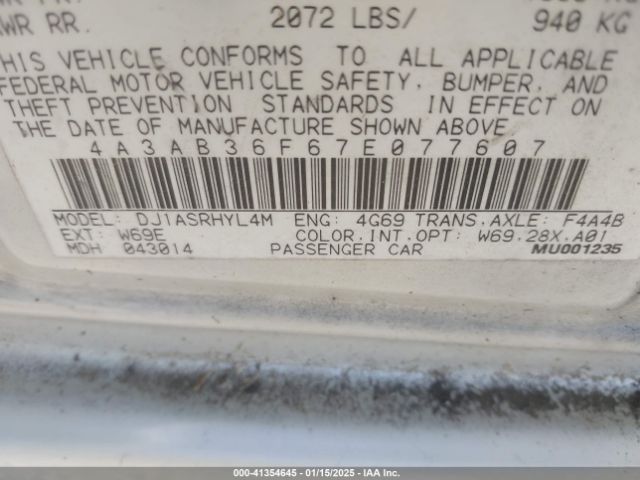 WR RR. 2072 LBS/ 940 KG
THIS VEHICLE CONFORMS TO ALL APPLICABLE
FEDERAL MOTOR VEHICLE SAFETY, BUMPER, AND
THEFT PREVENTION STANDARDS IN EFFECT ON
THE DATE OF MANUFACTURE SHOWN ABOVE
4A3AB36F67E077607
MODEL: DJ1ASRHYL4M ENG: 4G69 TRANS.AXLE: F4A4B
EXT: W69E COLOR.INT.OPT: W69.28X.A01
MDH 043014 PASSENGER CAR MU001235
000-41354645 - 01/15/2025 - IAA Inc.